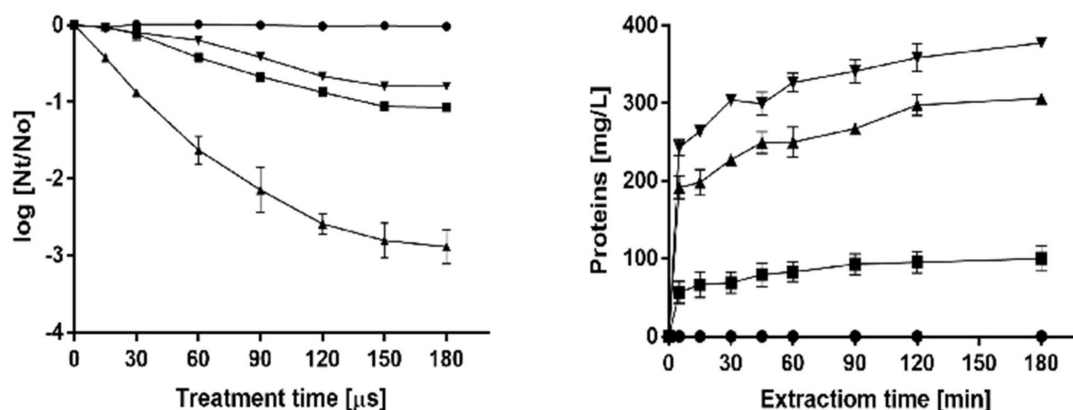 log [Nt/No]
0
-1
-2
-3
-4
0 30 60 90 120 150 180
Treatment time [μs]
Proteins [mg/L]
400
300
200
100
0
0 30 60 90 120 150 180
Extractiom time [min]